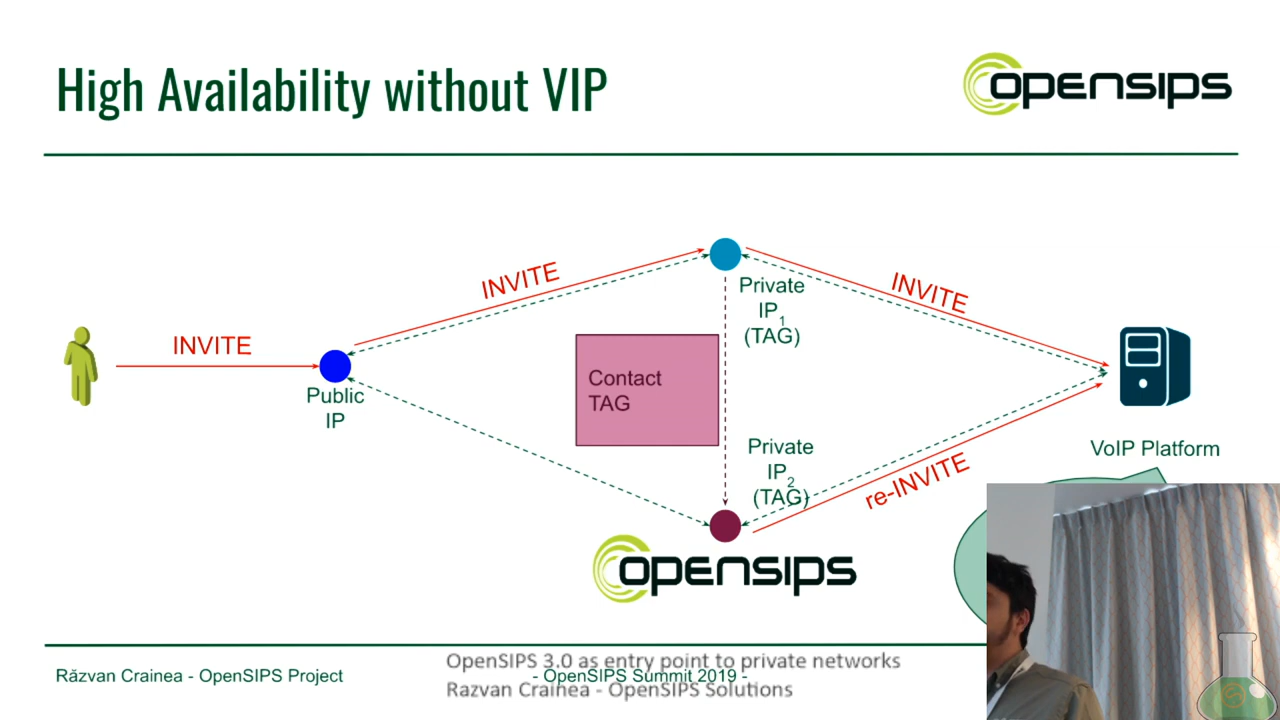 High Availability without VIP
opensips
INVITE
INVITE
INVITE
Public
IP
Private
IP1
(TAG)
Contact
TAG
Private
IP2
(TAG)
re-INVITE
VoIP Platform
opensips
Răzvan Crainea - OpenSIPS Project
- OpenSIPS Summit 2019 -
OpenSIPS 3.0 as entry point to private networks
Razvan Crainea - OpenSIPS Solutions